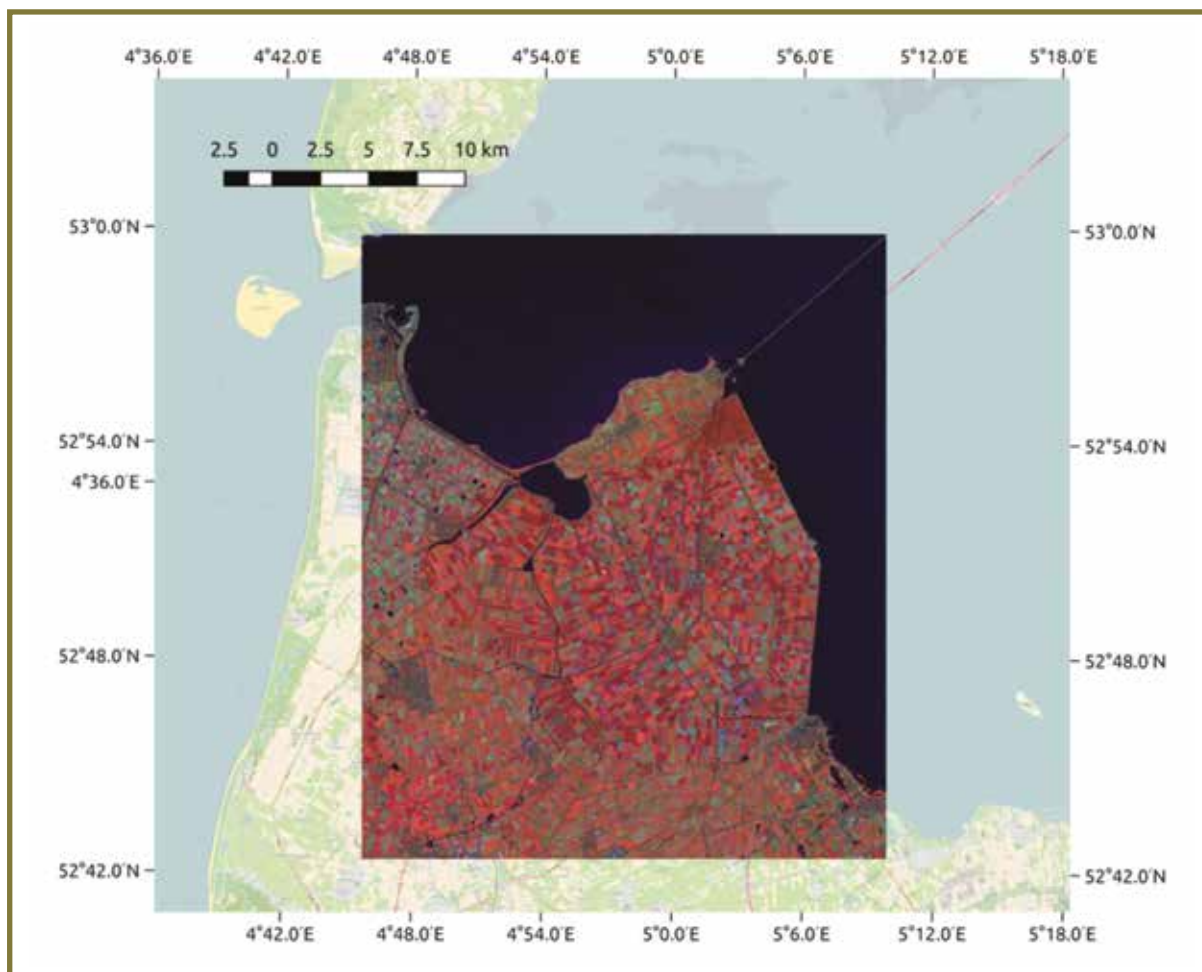 4°36.0′E 4°42.0′E 4°48.0′E 4°54.0′E 5°0.0′E 5°6.0′E 5°12.0′E 5°18.0′E
2.5 0 2.5 5 7.5 10 km
53°0.0′N 53°0.0′N
52°54.0′N 52°54.0′N
4°36.0′E
52°48.0′N 52°48.0′N
52°42.0′N 52°42.0′N
4°42.0′E 4°48.0′E 4°54.0′E 5°0.0′E 5°6.0′E 5°12.0′E 5°18.0′E